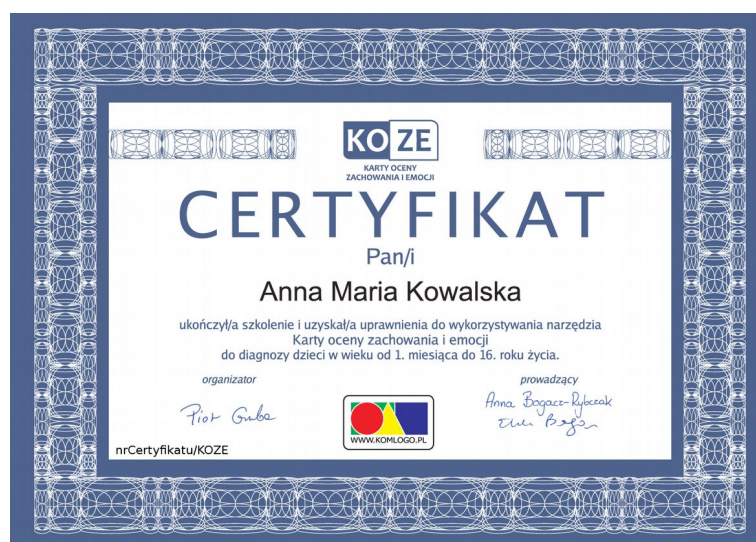 KO ZE
KARTY OCENY
ZACHOWANIA I EMOCJI
CERTYFIKAT
Pan/i
Anna Maria Kowalska
ukończył/a szkolenie i uzyskał/a uprawnienia do wykorzystywania narzędzia
Karty oceny zachowania i emocji
do diagnozy dzieci w wieku od 1. miesiąca do 16. roku życia.
organizator
prowadzący
Piotr Gruba
Anna Bogacz-Rybczak
WWW.KOMLOGO.PL
nrCertyfikatu/KOZE